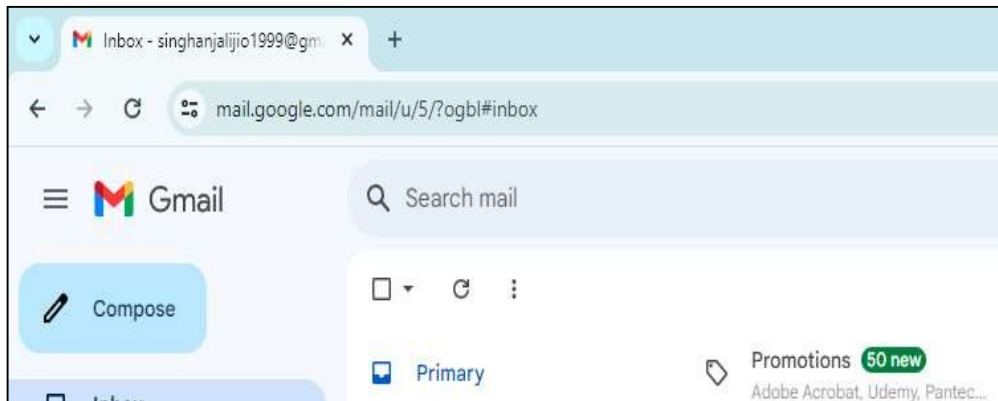 Inbox - singhanjalijio1999@gm
mail.google.com/mail/u/5/?ogbl#inbox
Gmail
Search mail
Compose
Primary
Promotions 50 new
Adobe Acrobat, Udemy, Pantec...
Inbox